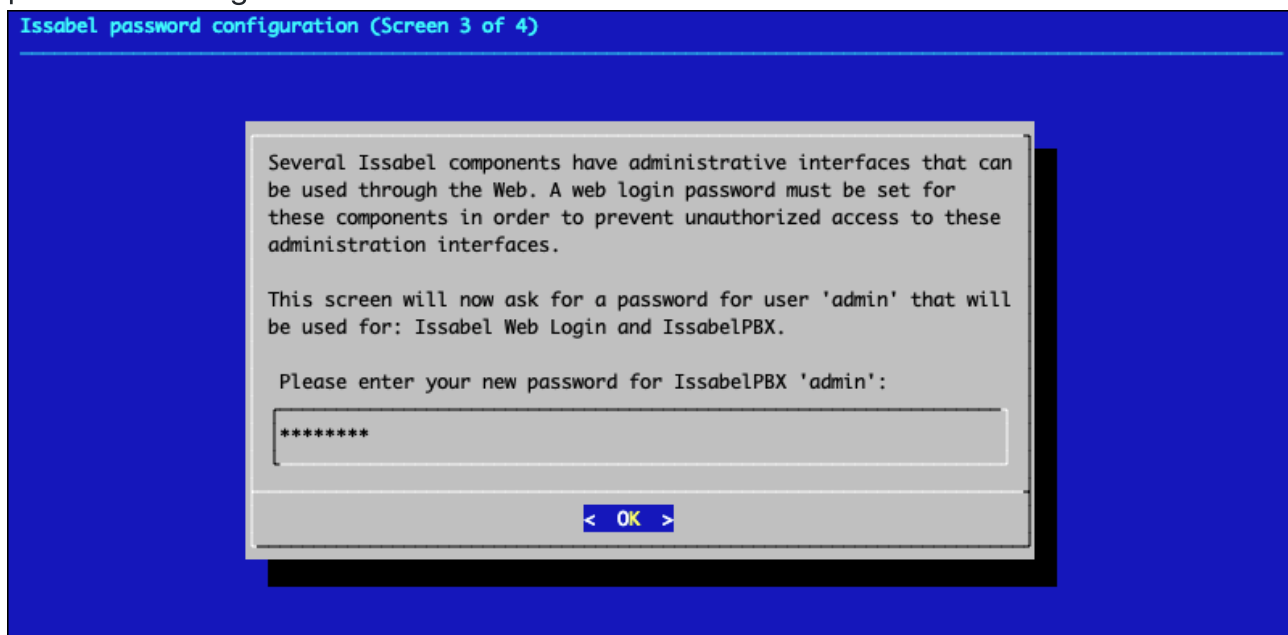 Issabel password configuration (Screen 3 of 4)
Several Issabel components have administrative interfaces that can
be used through the Web. A web login password must be set for
these components in order to prevent unauthorized access to these
administration interfaces.
This screen will now ask for a password for user 'admin' that will
be used for: Issabel Web Login and IssabelPBX.
Please enter your new password for IssabelPBX 'admin':
********
< OK >